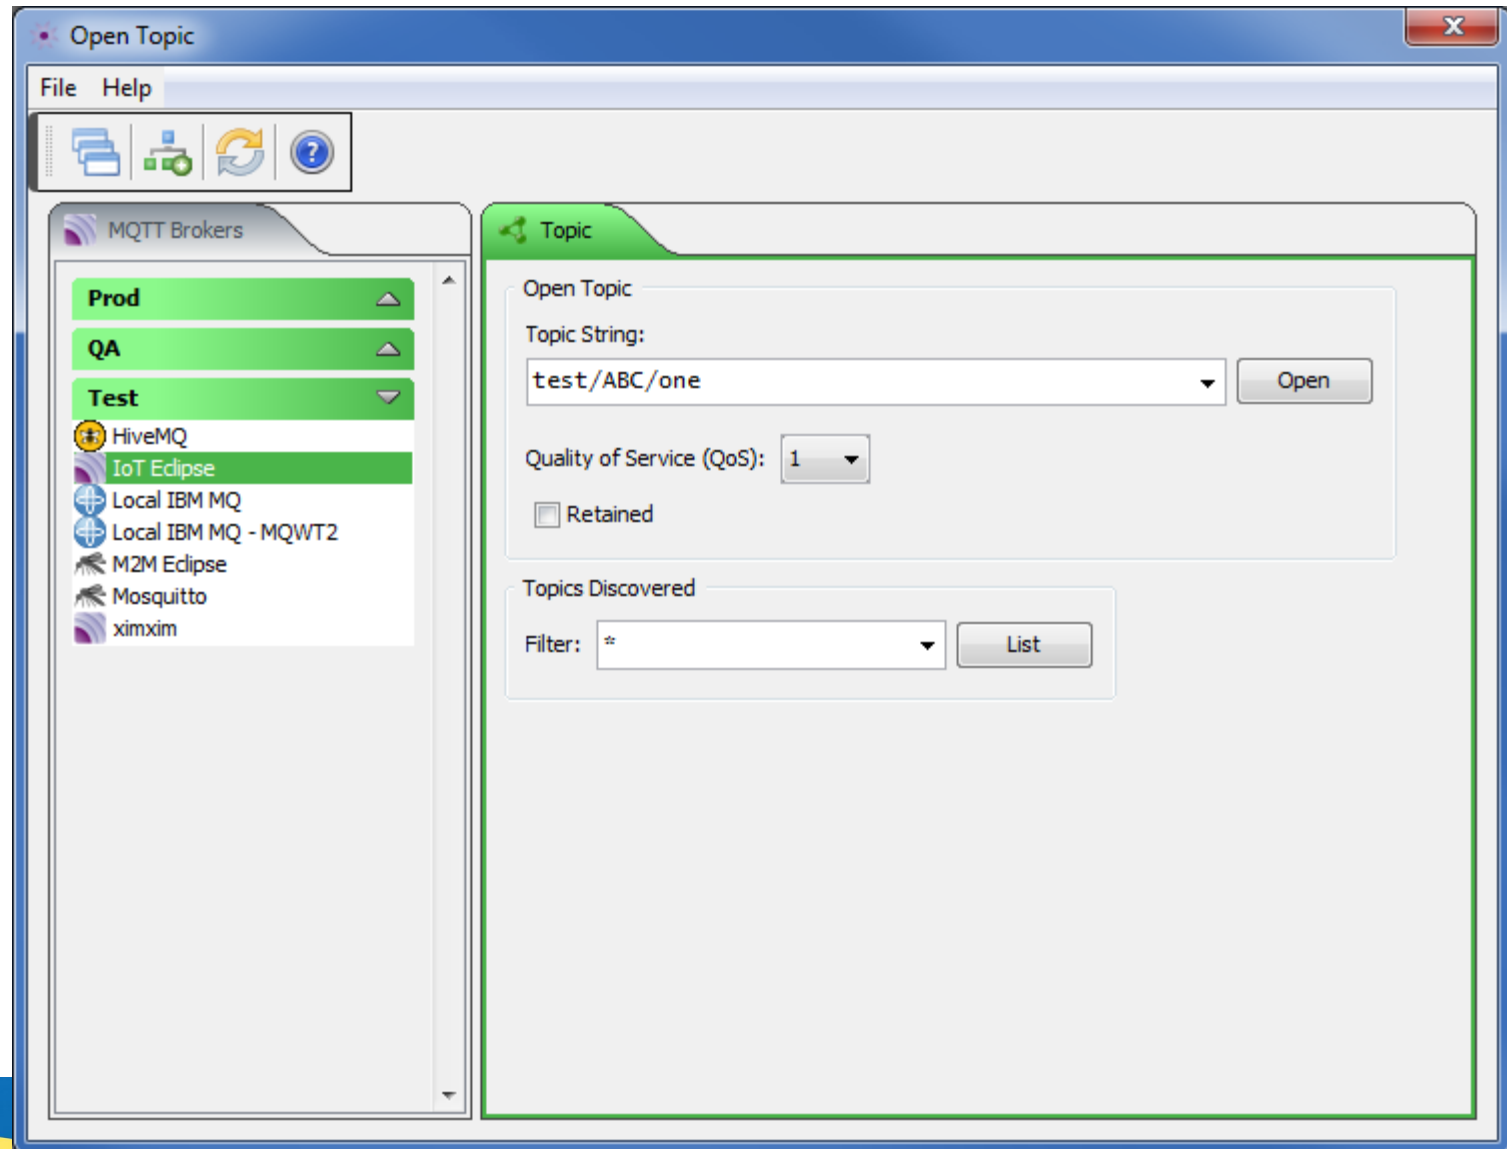 Open Topic
File Help
MQTT Brokers
Prod
QA
Test
HiveMQ
IoT Eclipse
Local IBM MQ
Local IBM MQ - MQWT2
M2M Eclipse
Mosquitto
ximxim
Topic
Open Topic
Topic String:
test/ABC/one Open
Quality of Service (QoS): 1
Retained
Topics Discovered
Filter: * List